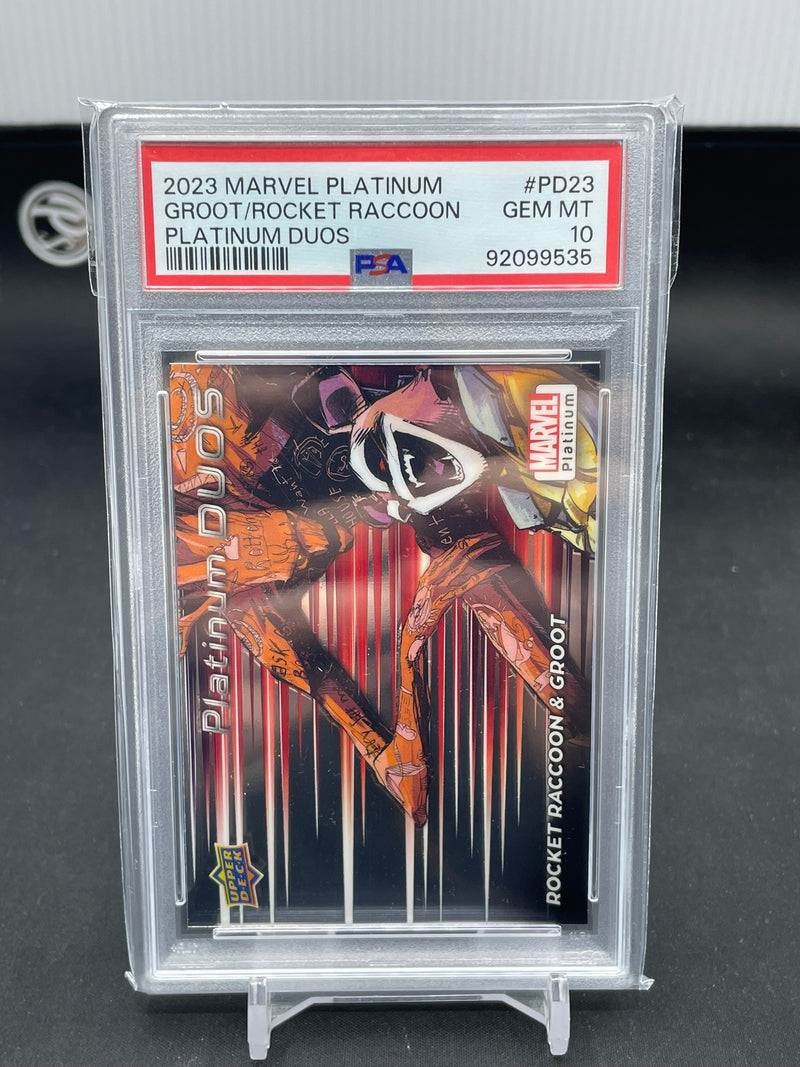 2023 MARVEL PLATINUM #PD23
GROOT/ROCKET RACCOON GEM MT
PLATINUM DUOS 10
PSA 92099535
Platinum DUOS
MARVEL
Platinum
Rotten
ROCKET RACCOON & GROOT
UPPER
D·E·C·K